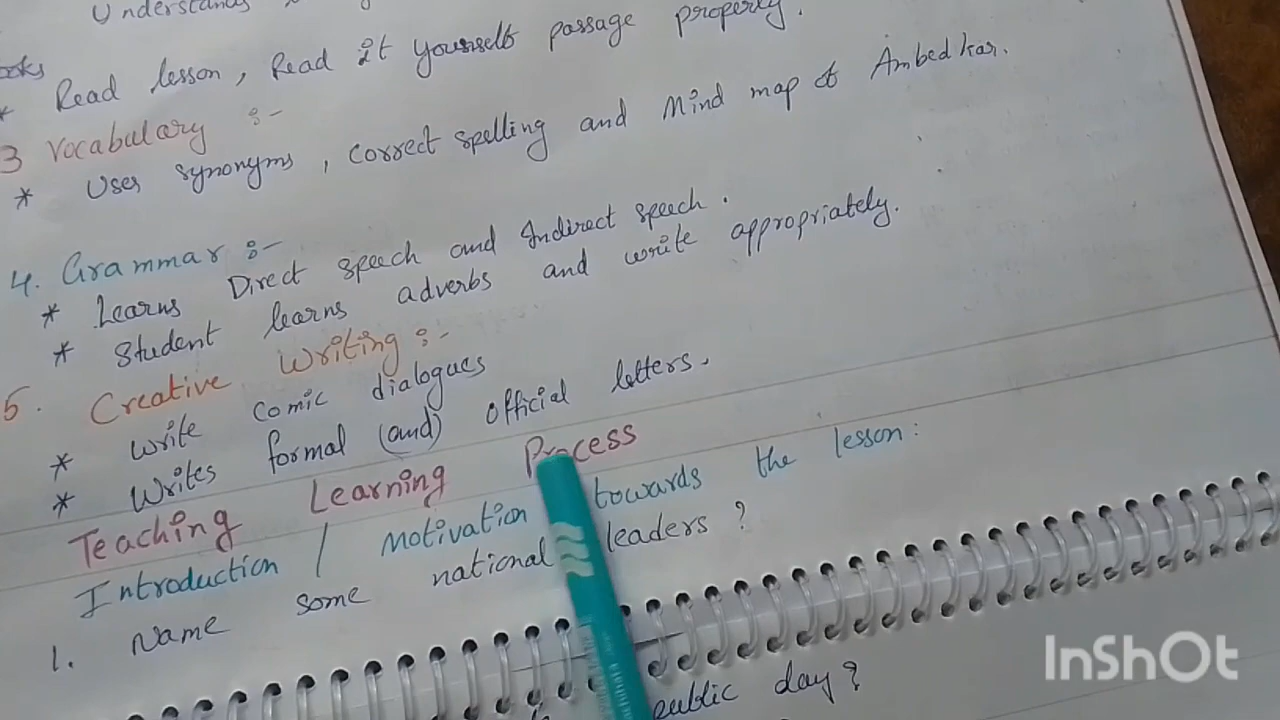 Understands
Read lesson, Read it yourself passage properly.
3 Vocabulary :-
* Uses synonyms, correct spelling and Mind map of Ambedkar.
4. Grammar :-
* Learns Direct speech and Indirect speech.
* Student learns adverbs and write appropriately.
5. Creative Writing :-
* write comic dialogues
* Writes formal (and) official letters.
Teaching Learning Process
Introduction / Motivation towards the lesson:
1. Name some national leaders?
public day?
InShOt